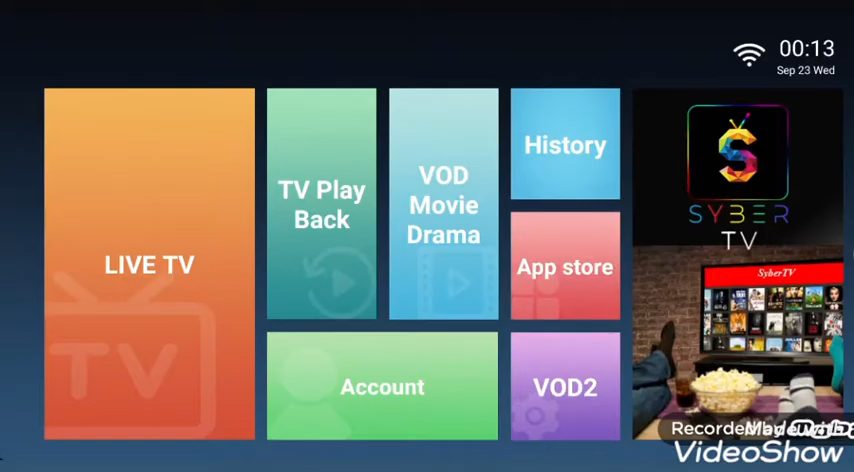 00:13
Sep 23 Wed
LIVE TV
TV Play
Back
VOD
Movie
Drama
History
App store
Account
VOD2
SYBER
TV
SyberTV
Recorded
VideoShow